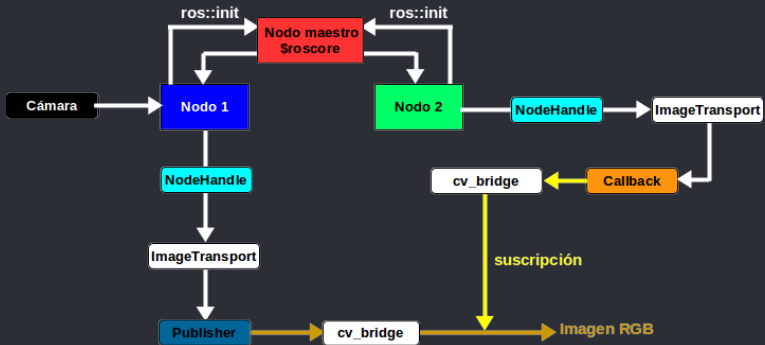 ros::init
ros::init
Nodo maestro
$roscore
Cámara
Nodo 1
Nodo 2
NodeHandle
ImageTransport
NodeHandle
cv_bridge
Callback
ImageTransport
suscripción
Publisher
cv_bridge
Imagen RGB